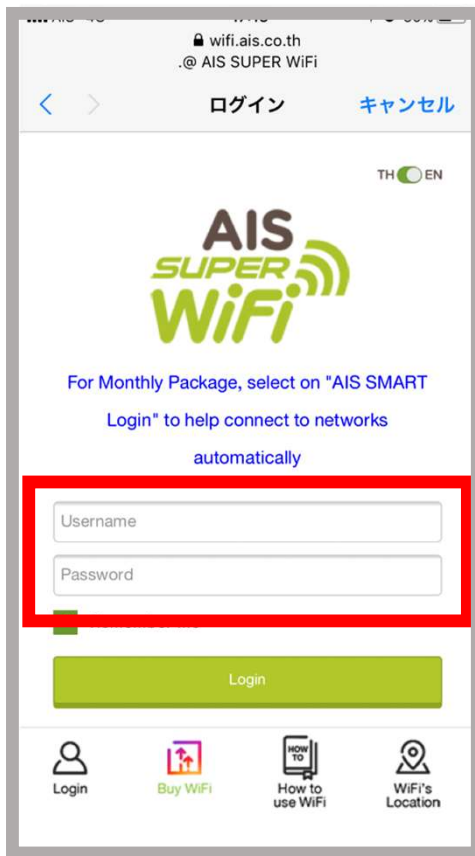 wifi.ais.co.th
.@ AIS SUPER WiFi
ログイン
キャンセル
TH EN
AIS
SUPER
WiFi
For Monthly Package, select on "AIS SMART
Login" to help connect to networks
automatically
Username
Password
Login
HOW
TO
Login
Buy WiFi
How to
use WiFi
WiFi's
Location